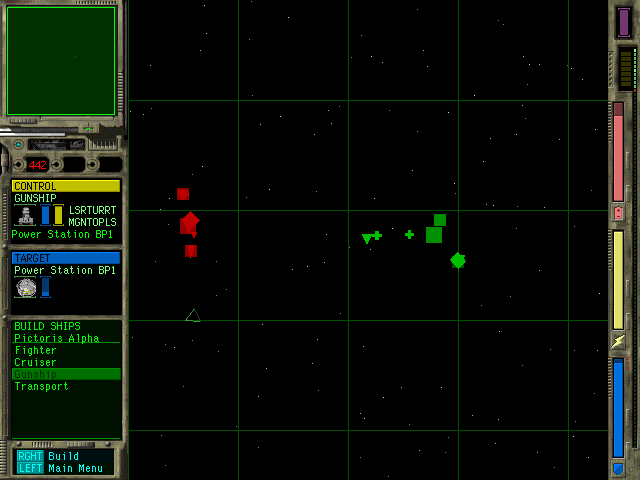 442
CONTROL
GUNSHIP
LSRTURRT
MGNTOPLS
Power Station BP1
TARGET
Power Station BP1
BUILD SHIPS
Pictoris Alpha
Fighter
Cruiser
Gunship
Transport
RGHT Build
LEFT Main Menu